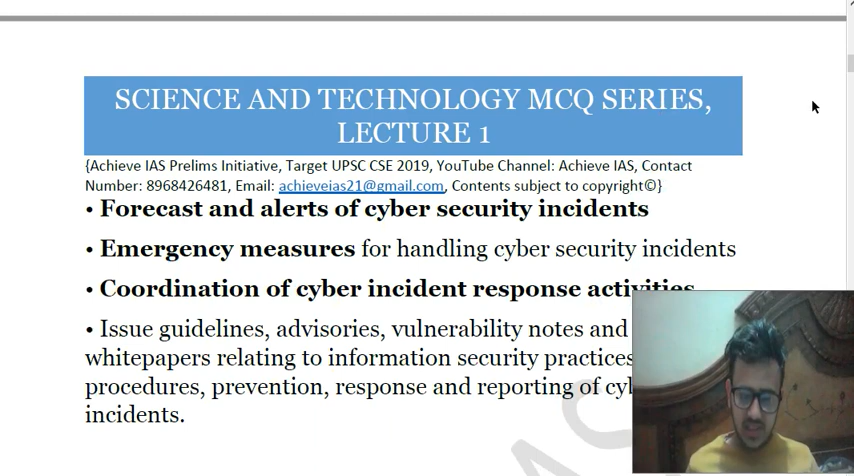 SCIENCE AND TECHNOLOGY MCQ SERIES,
LECTURE 1
{Achieve IAS Prelims Initiative, Target UPSC CSE 2019, YouTube Channel: Achieve IAS, Contact
Number: 8968426481, Email: achieveias21@gmail.com, Contents subject to copyright©}
• Forecast and alerts of cyber security incidents
• Emergency measures for handling cyber security incidents
• Coordination of cyber incident response activities
• Issue guidelines, advisories, vulnerability notes and
whitepapers relating to information security practices
procedures, prevention, response and reporting of
incidents.